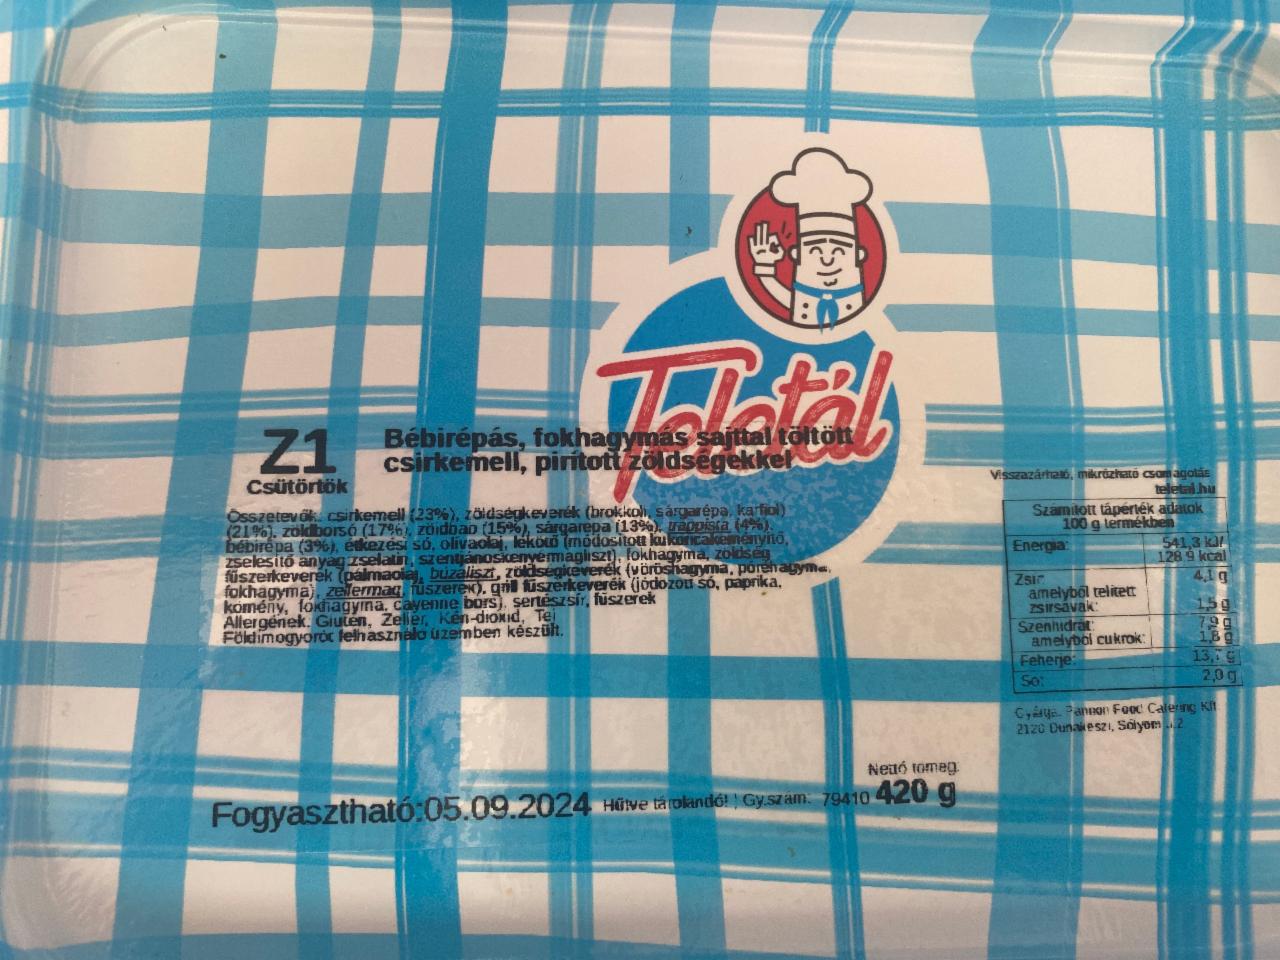 Teletál
Z1
Csütörtök
Bébirépás, fokhagymás sajttal töltött
csirkemell, pirított zöldségekkel
Összetevők: csirkemell (23%), zöldségkeverék (brokkoli, sárgarépa, karfiol)
(21%), zöldborsó (17%), zöldbab (15%), sárgarépa (13%), trappista (4%),
bébirépa (3%), étkezési só, olívaolaj, lekötő (módosított kukoricakeményítő,
zselésítő anyag zselatin, szentjánoskenyérmagliszt), fokhagyma, zöldség
fűszerkeverék (pálmaolaj, búzaliszt, zöldségkeverék (vöröshagyma, póréhagyma,
fokhagyma), zellermag, fűszerek), grill fűszerkeverék (jódozott só, paprika,
kömény, fokhagyma, cayenne bors), sertészsír, fűszerek
Allergének: Glutén, Zeller, Kén-dioxid, Tej
Földimogyorót felhasználó üzemben készült.
Visszazárható, mikrózható csomagolás
teletal.hu
Számított tápérték adatok
100 g termékben
Energia: 541,3 kJ/
128,9 kcal
Zsír: 4,1 g
amelyből telített
zsírsavak: 1,5 g
Szénhidrát: 7,9 g
amelyből cukrok: 1,8 g
Fehérje: g
Só: 2,0 g
Gyártja: Pannon Food Catering Kft
2120 Dunakeszi, Sólyom
Nettó tömeg:
Fogyasztható:05.09.2024 Hűtve tárolandó! | Gy.szám: 79410 420 g